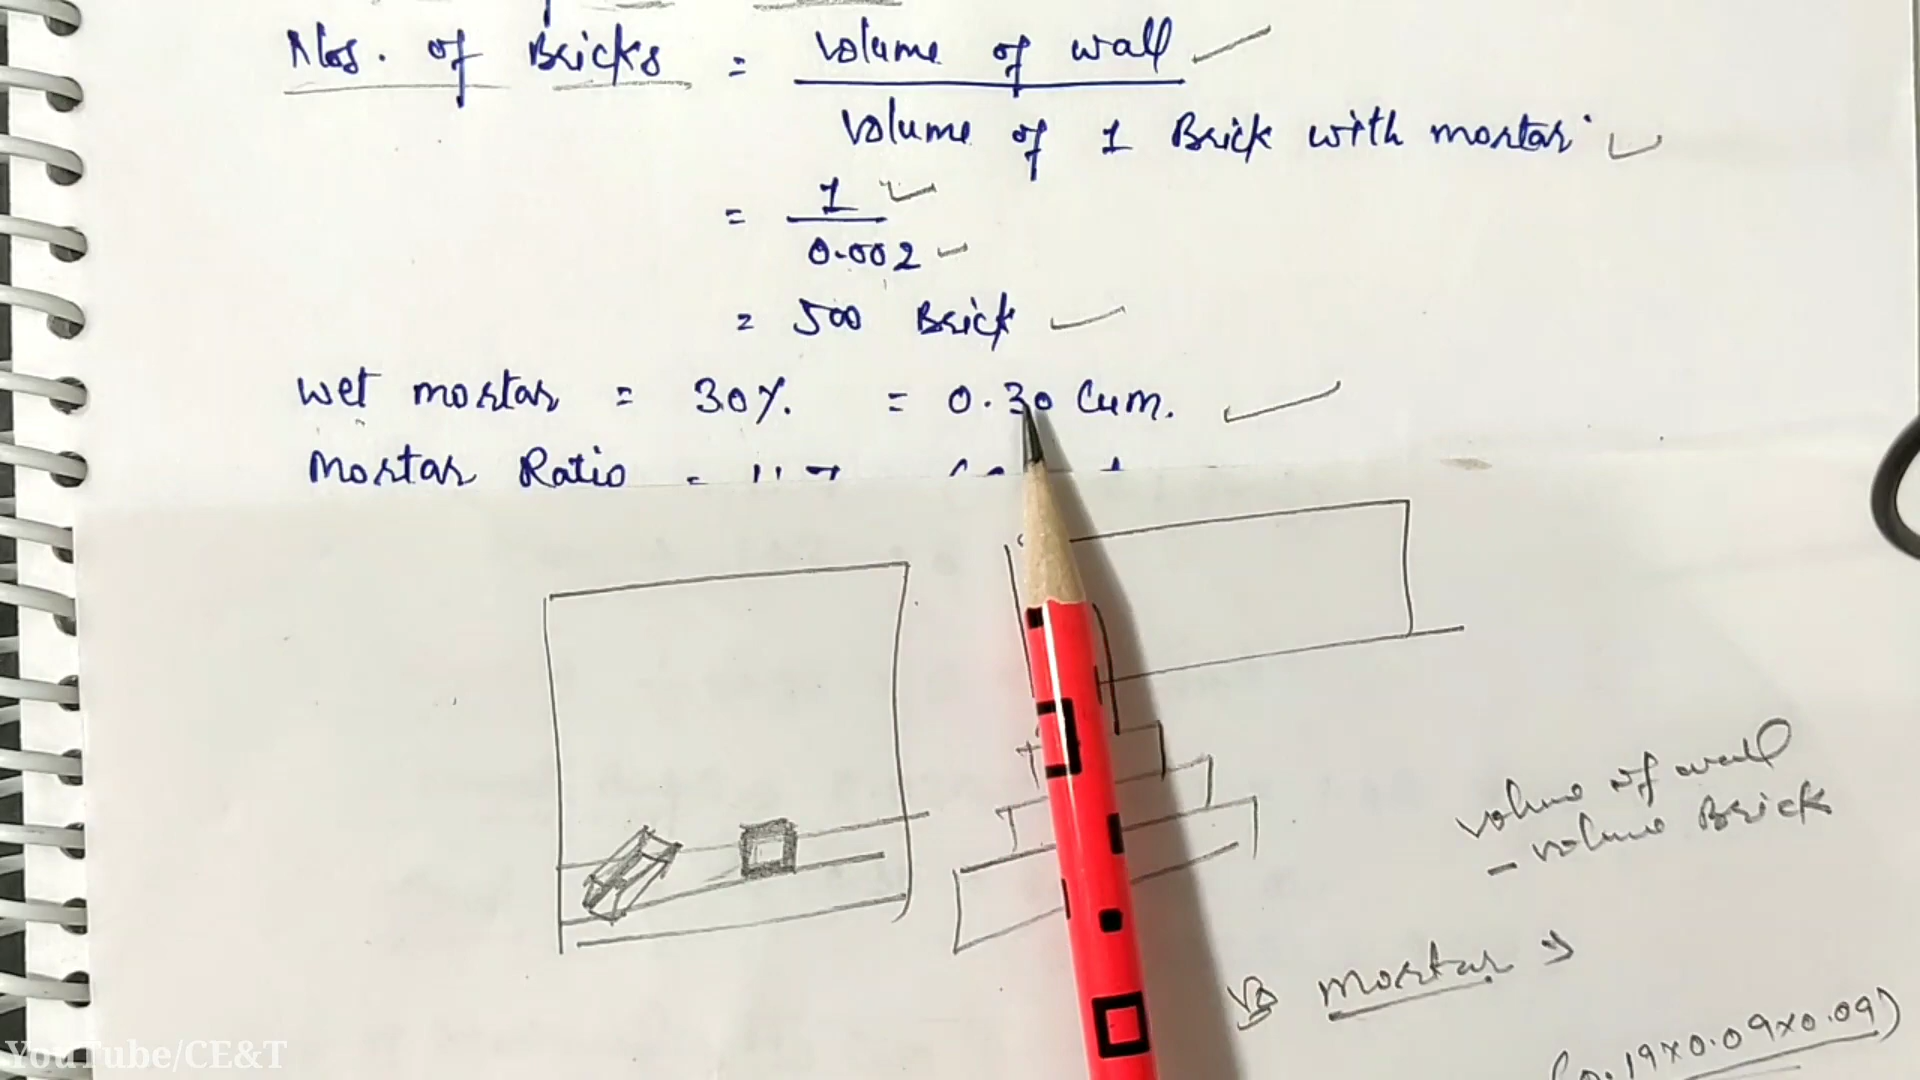 Nos. of Bricks = volume of wall
volume of 1 Brick with mortar
= 1
0.002
= 500 Brick
wet mortar = 30% = 0.30 Cum.
Mortar Ratio =
volume of wall
- volume Brick
mortar
0.19x0.09x0.09)
YouTube/CE&T